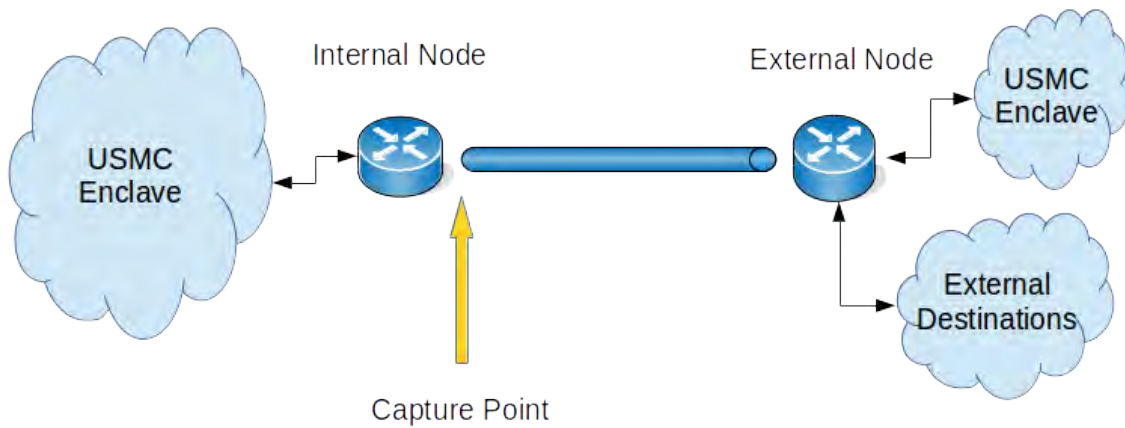 Internal Node
External Node
USMC
Enclave
USMC
Enclave
External
Destinations
Capture Point